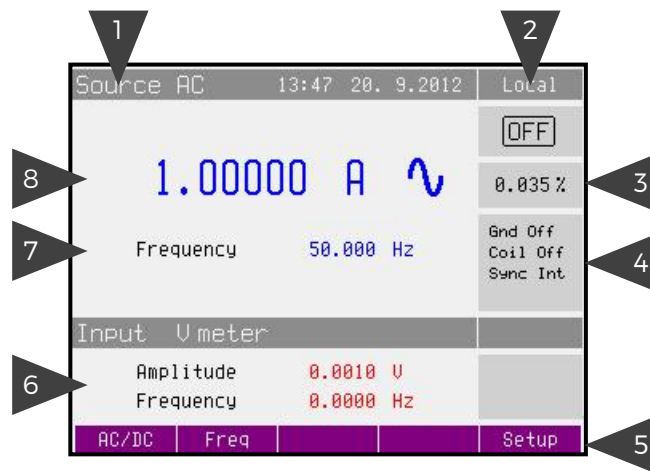 1 2
Source AC 13:47 20. 9.2012 Local
OFF
8 1.00000 A 0.035% 3
7 Frequency 50.000 Hz
Gnd Off
Coil Off
Sync Int
4
Input V meter
6 Amplitude 0.0010 V
Frequency 0.0000 Hz
AC/DC Freq Setup 5